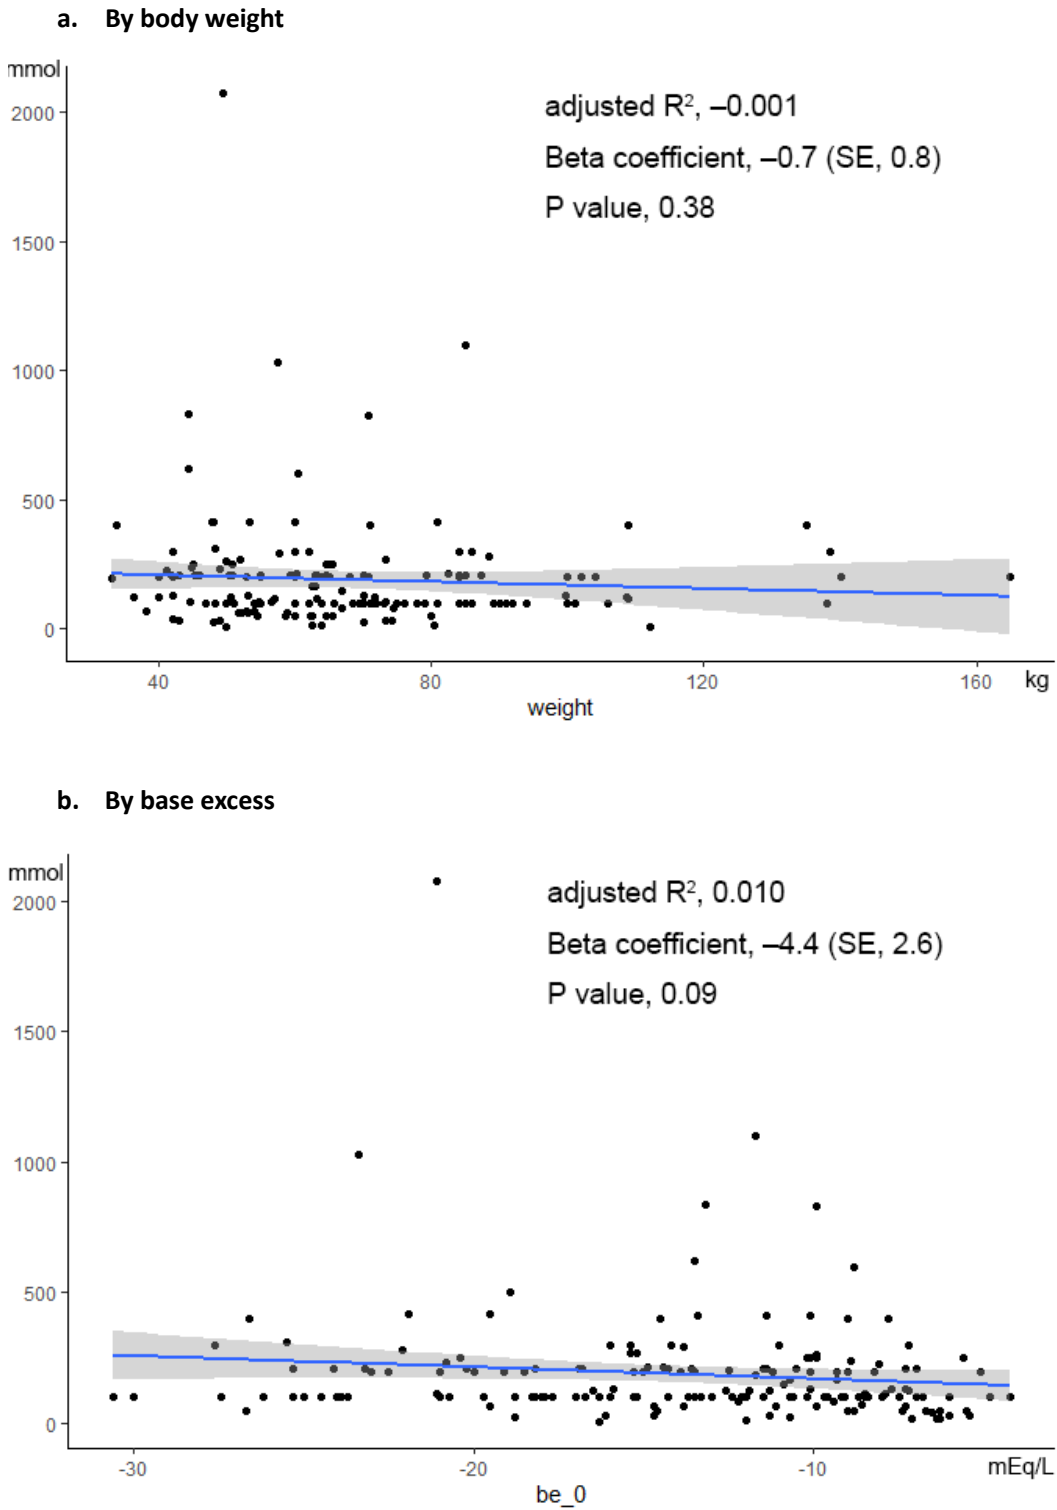 a. By body weight
mmol
adjusted R², –0.001
2000
Beta coefficient, –0.7 (SE, 0.8)
P value, 0.38
1500
1000
500
0
40 80 120 160 kg
weight
b. By base excess
mmol
adjusted R², 0.010
2000
Beta coefficient, –4.4 (SE, 2.6)
P value, 0.09
1500
1000
500
0
-30 -20 -10 mEq/L
be_0